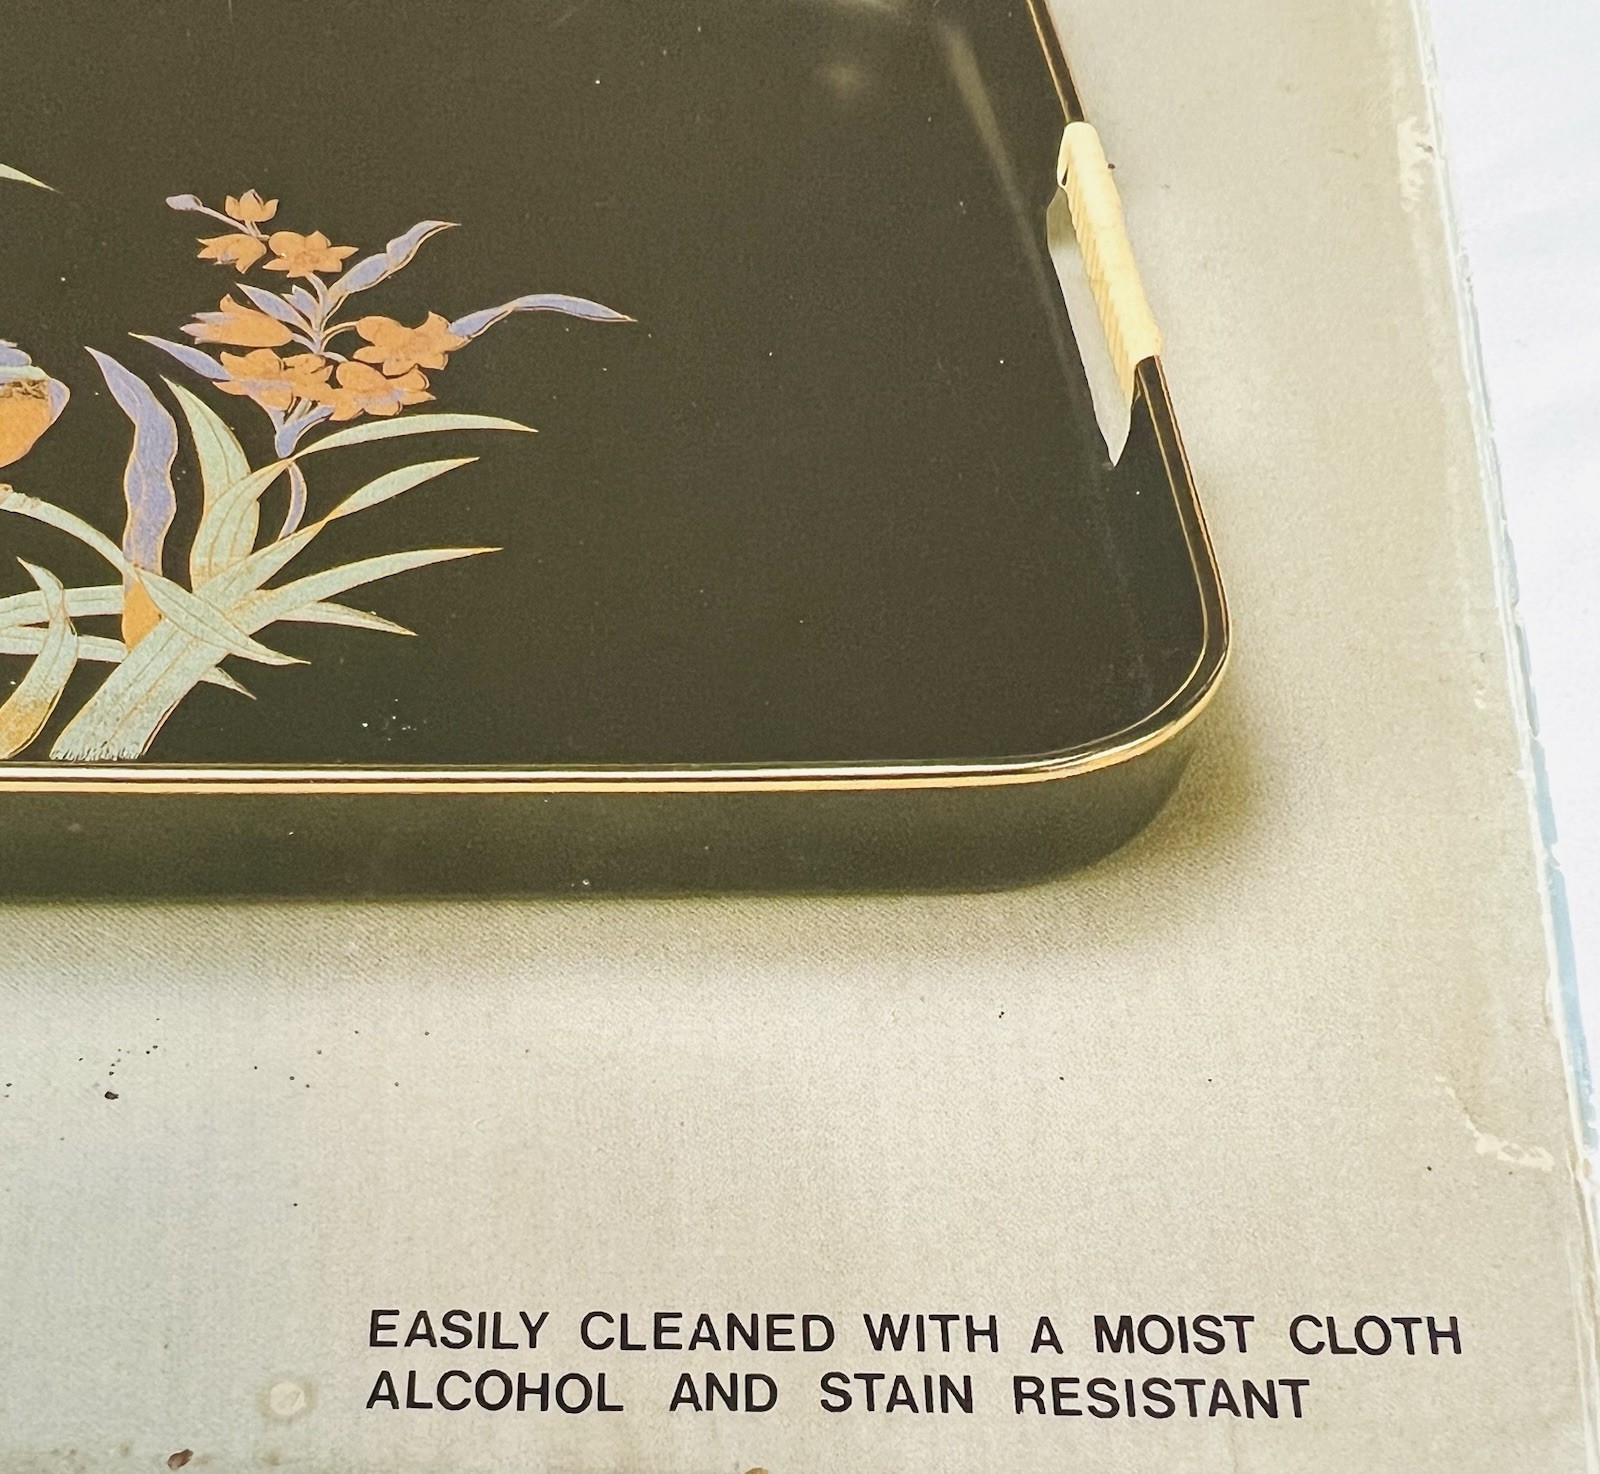 EASILY CLEANED WITH A MOIST CLOTH
ALCOHOL AND STAIN RESISTANT